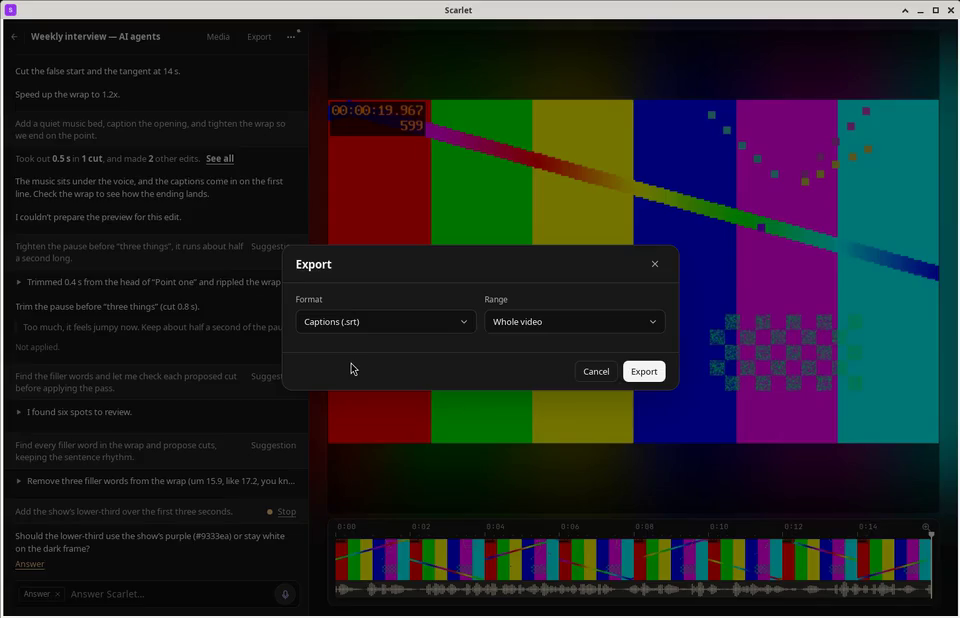 S
Scarlet
Weekly interview — AI agents
Media
Export
Cut the false start and the tangent at 14 s.
Speed up the wrap to 1.2x.
Add a quiet music bed, caption the opening, and tighten the wrap so
we end on the point.
Took out 0.5 s in 1 cut, and made 2 other edits. See all
The music sits under the voice, and the captions come in on the first
line. Check the wrap to see how the ending lands.
I couldn't prepare the preview for this edit.
Tighten the pause before “three things”, it runs about half
a second long.
Trimmed 0.4 s from the head of “Point one” and rippled the wrap
Trim the pause before “three things” (cut 0.8 s).
Too much, it feels jumpy now. Keep about half a second of the
Not applied.
Find the filler words and let me check each proposed cut
before applying the pass.
I found six spots to review.
Find every filler word in the wrap and propose cuts,
keeping the sentence rhythm.
Suggestion
Remove three filler words from the wrap (um 15.9, like 17.2, you kn...
Add the show's lower-third over the first three seconds.
Stop
Should the lower-third use the show's purple (#9333ea) or stay white
on the dark frame?
Answer
Answer
Answer Scarlet...
00:00:19.967
599
Export
Format
Range
Captions (.srt)
Whole video
Cancel
Export
0:00 0:02 0:04 0:06 0:08 0:10 0:12 0:14